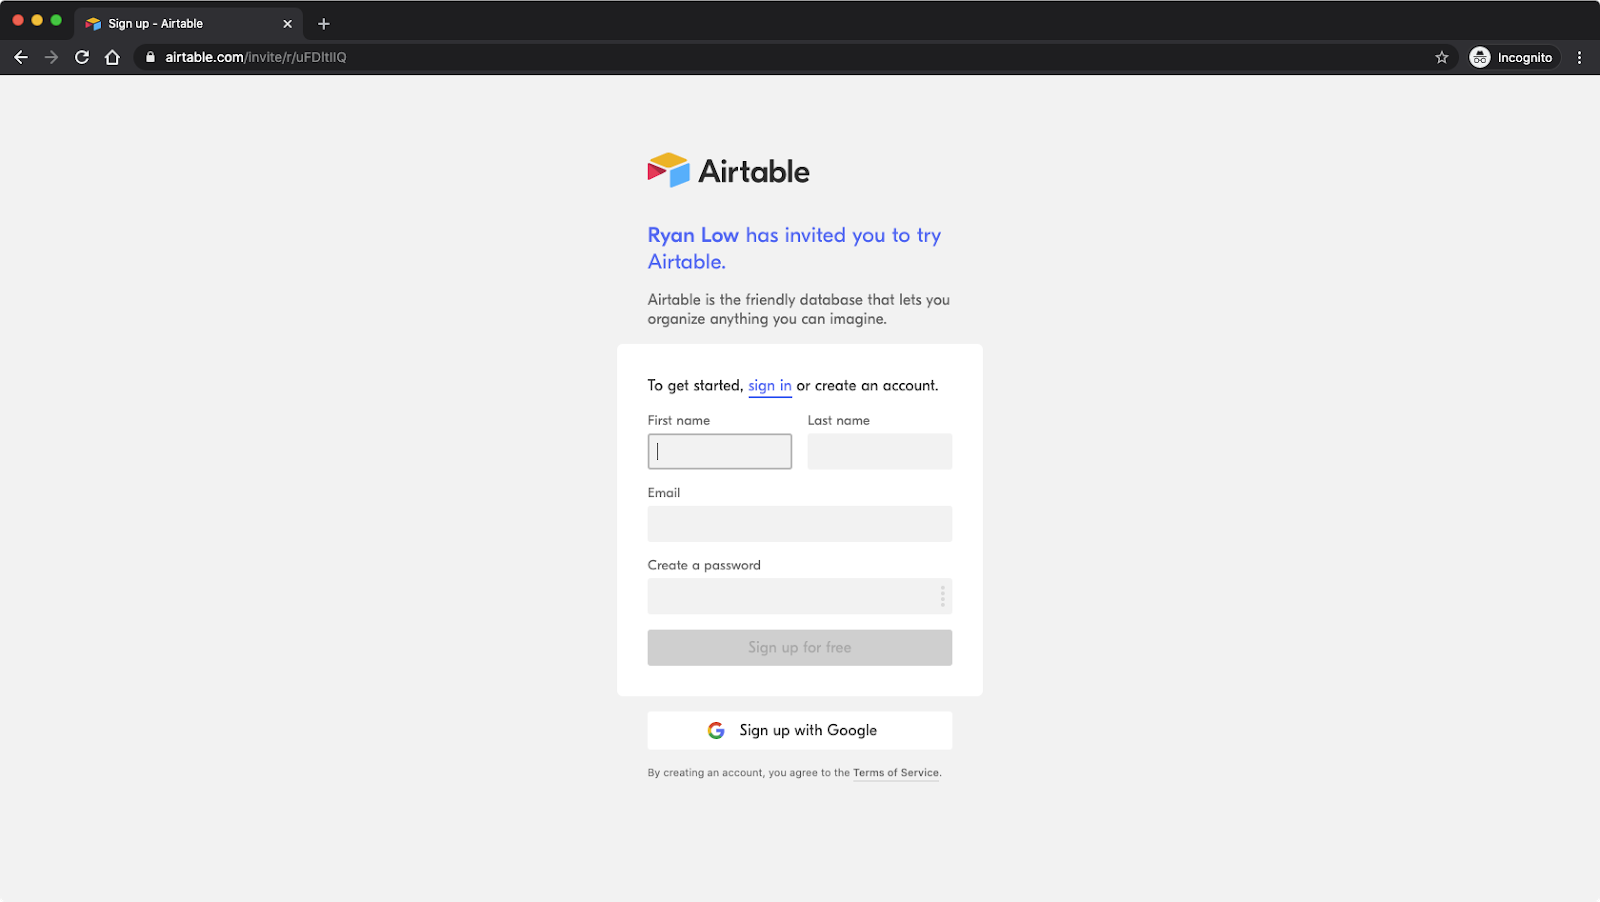 Sign up - Airtable
airtable.com/invite/r/uFDltlIQ
Incognito
Airtable
Ryan Low has invited you to try
Airtable.
Airtable is the friendly database that lets you
organize anything you can imagine.
To get started, sign in or create an account.
First name
Last name
Email
Create a password
Sign up for free
Sign up with Google
By creating an account, you agree to the Terms of Service.